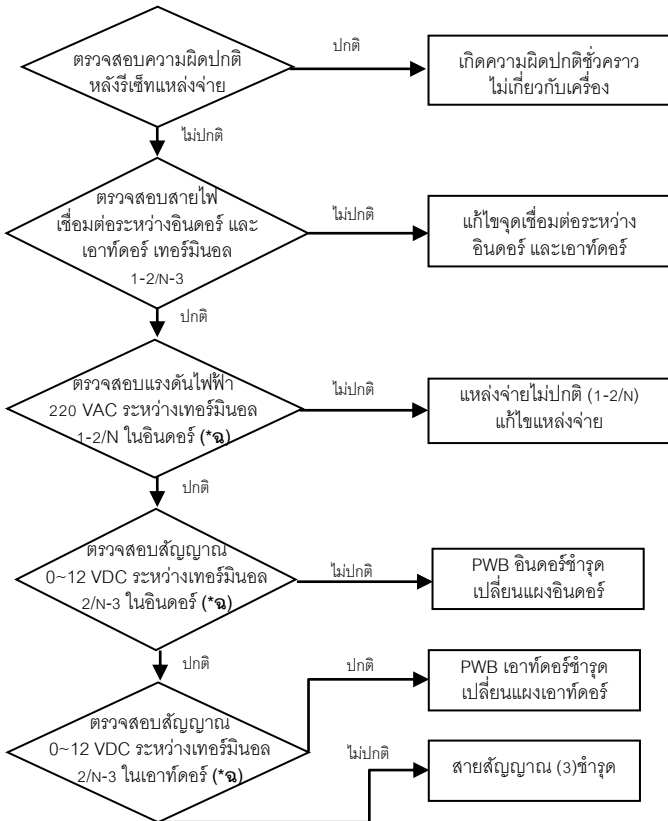 ตรวจสอบความผิดปกติ
หลังรีเซ็ทแหล่งจ่าย
ปกติ
เกิดความผิดปกติชั่วคราว
ไม่เกี่ยวกับเครื่อง
ไม่ปกติ
ตรวจสอบสายไฟ
เชื่อมต่อระหว่างอินดอร์ และ
เอาท์ดอร์ เทอร์มินอล
1-2/N-3
ไม่ปกติ
แก้ไขจุดเชื่อมต่อระหว่าง
อินดอร์ และเอาท์ดอร์
ปกติ
ตรวจสอบแรงดันไฟฟ้า
220 VAC ระหว่างเทอร์มินอล
1-2/N ในอินดอร์ (*ฉ)
ไม่ปกติ
แหล่งจ่ายไม่ปกติ (1-2/N)
แก้ไขแหล่งจ่าย
ปกติ
ตรวจสอบสัญญาณ
0~12 VDC ระหว่างเทอร์มินอล
2/N-3 ในอินดอร์ (*ฉ)
ไม่ปกติ
PWB อินดอร์ชำรุด
เปลี่ยนแผงอินดอร์
ปกติ
ตรวจสอบสัญญาณ
0~12 VDC ระหว่างเทอร์มินอล
2/N-3 ในเอาท์ดอร์ (*ฉ)
ปกติ
PWB เอาท์ดอร์ชำรุด
เปลี่ยนแผงเอาท์ดอร์
ไม่ปกติ
สายสัญญาณ (3)ชำรุด